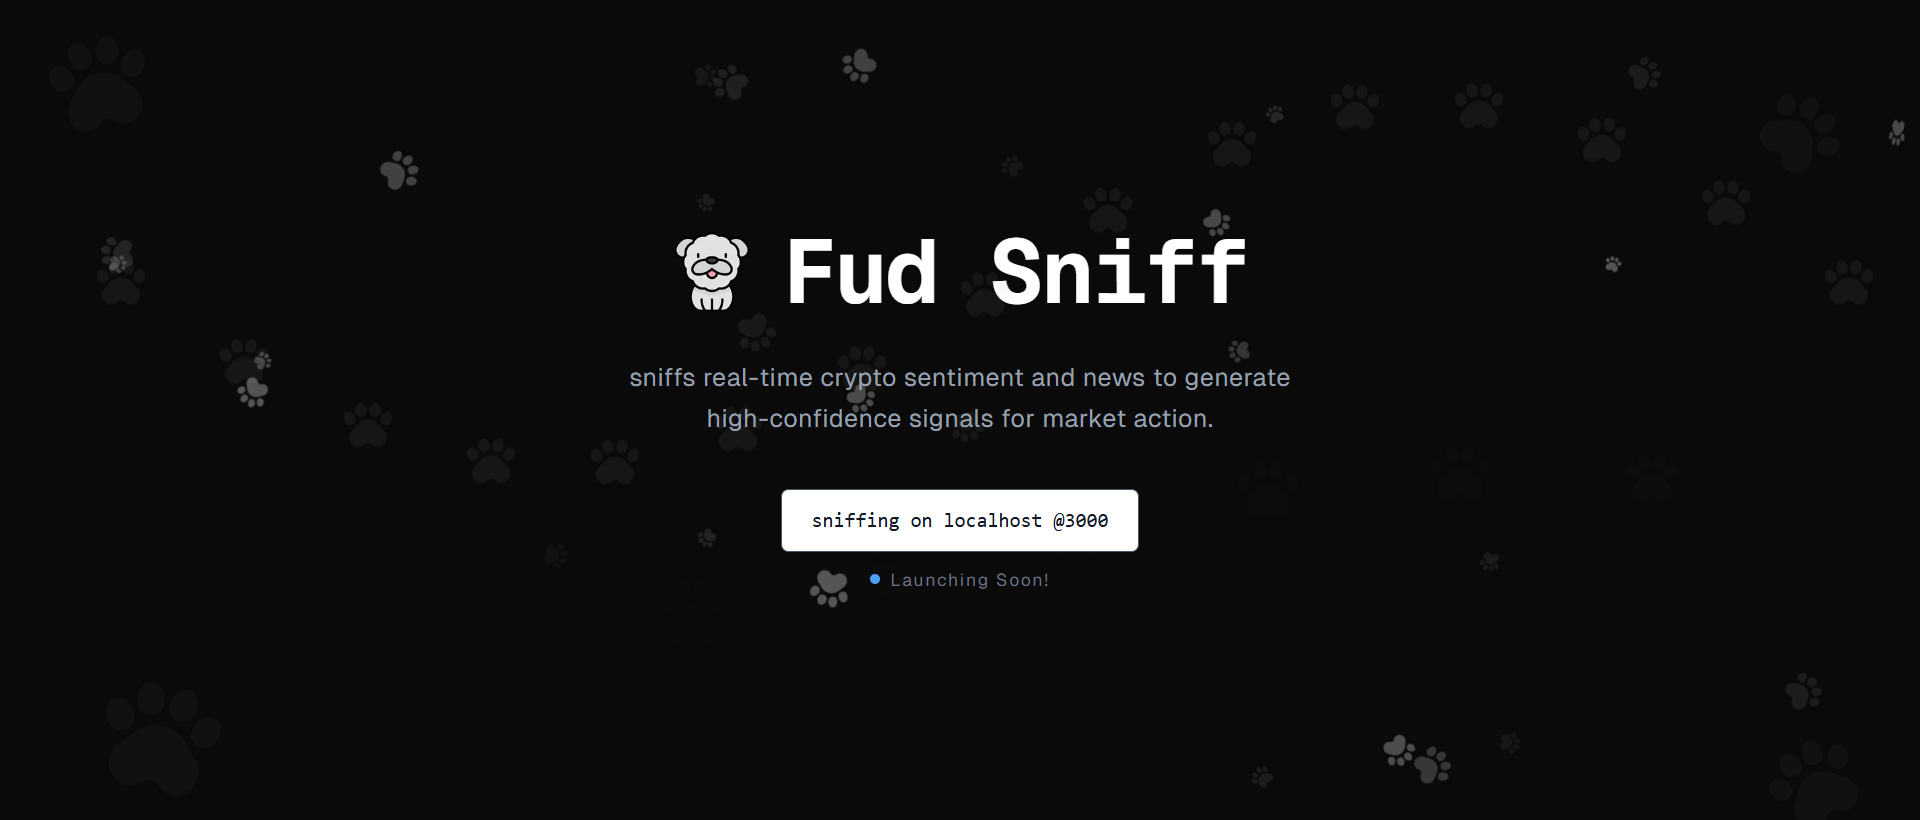 Fud Sniff
sniffs real-time crypto sentiment and news to generate
high-confidence signals for market action.
sniffing on localhost @3000
Launching Soon!